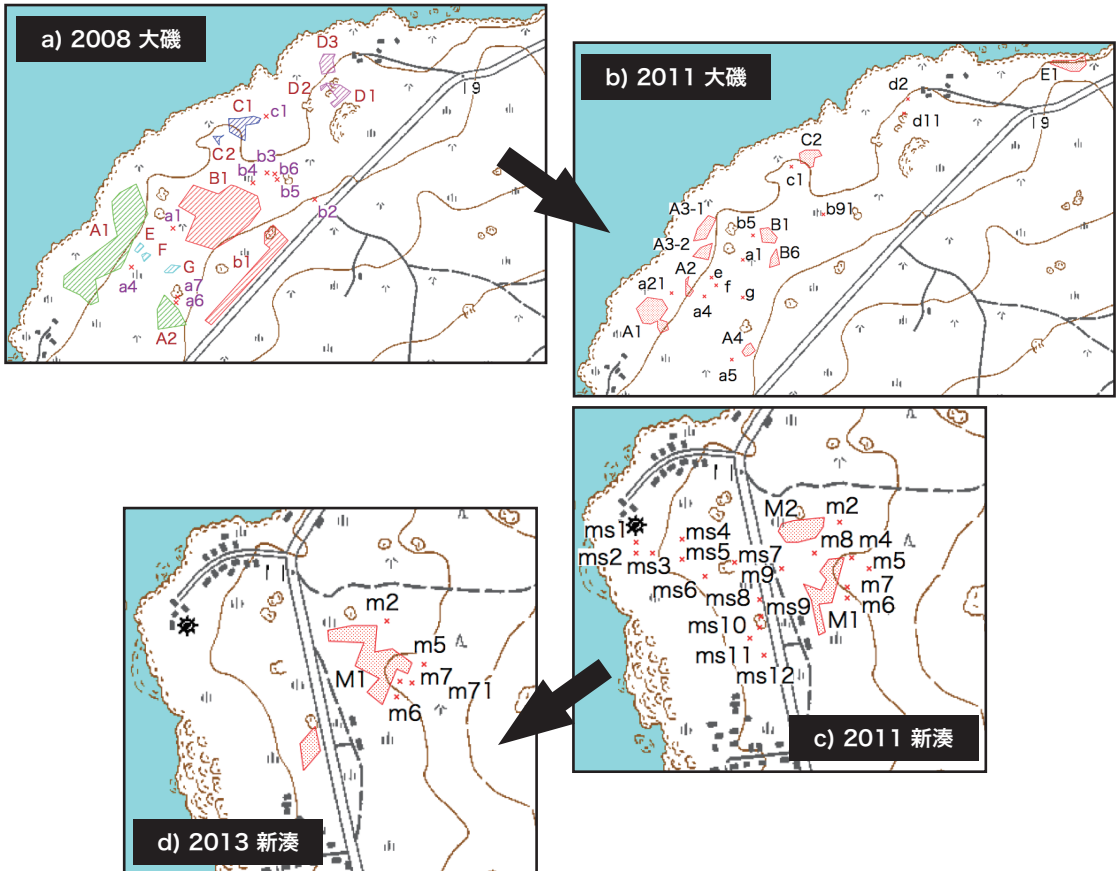 a) 2008 大磯
D3
D2
D1
19
C1
c1
C2
b3
b6
b4
b5
B1
b2
a1
A1
E
F
b1
G
a4
a7
a6
A2
b) 2011 大磯
E1
d2
d11
19
C2
c1
A3-1
b91
b5
B1
A3-2
a1
B6
A2
e
a21
f
g
a4
A1
A4
a5
c) 2011 新湊
11
M2
m2
ms1
ms4
m8
m4
ms2
ms5
ms7
m5
ms3
m9
m7
ms6
ms8
ms9
m6
ms10
M1
ms11
ms12
d) 2013 新湊
11
m2
m5
M1
m7
m71
m6